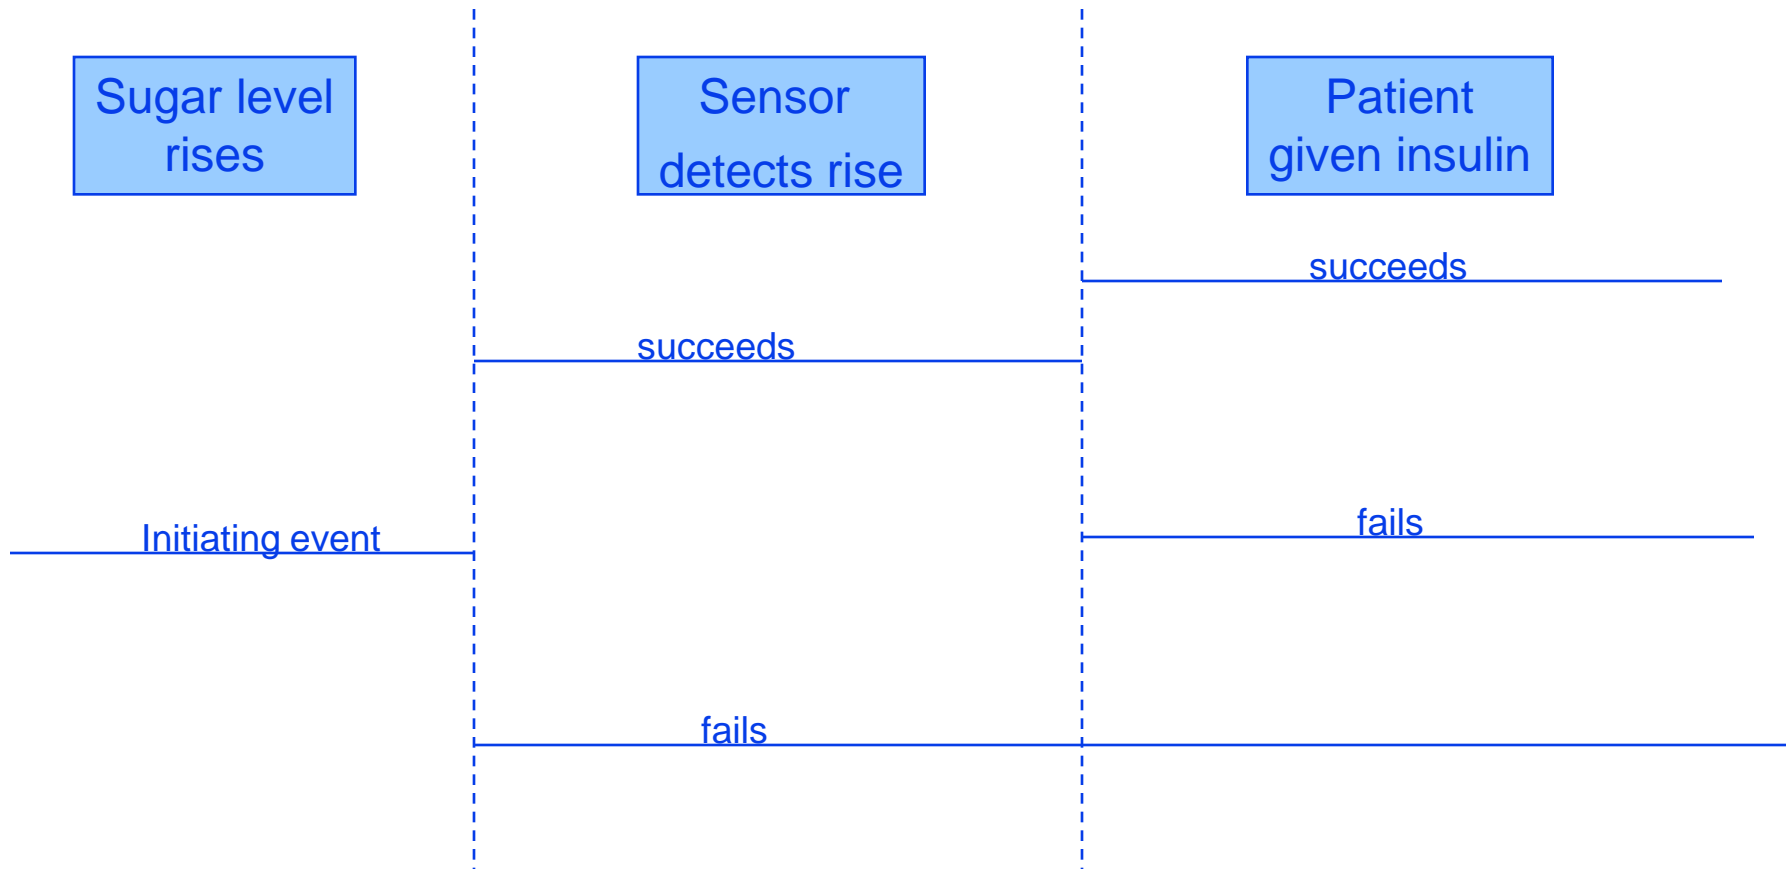 Sugar level
rises
Sensor
detects rise
Patient
given insulin
succeeds
succeeds
fails
Initiating event
fails